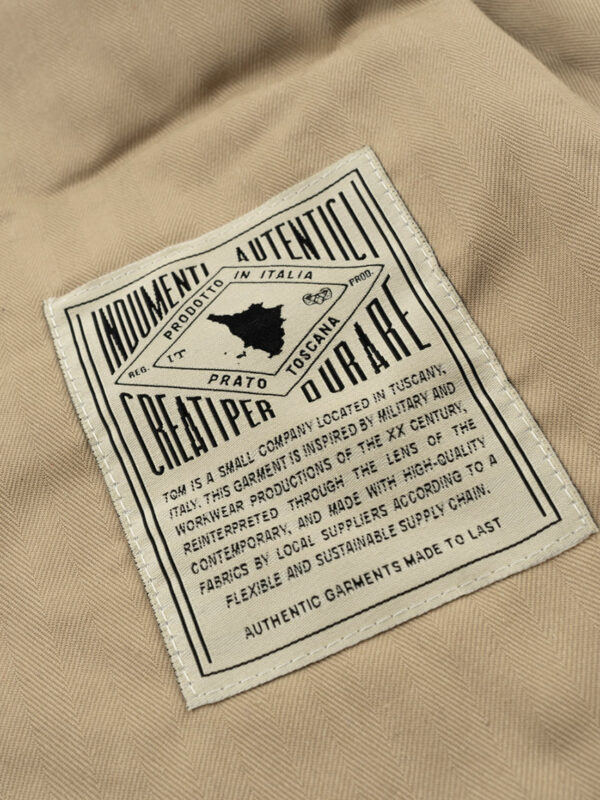 INDUMENTI AUTENTICI
PRODOTTO IN ITALIA
REG. IT PROD.
PRATO TOSCANA
CREATI PER DURARE
TGM IS A SMALL COMPANY LOCATED IN TUSCANY,
ITALY. THIS GARMENT IS INSPIRED BY MILITARY AND
WORKWEAR PRODUCTIONS OF THE XX CENTURY,
REINTERPRETED THROUGH THE LENS OF THE
CONTEMPORARY, AND MADE WITH HIGH-QUALITY
FABRICS BY LOCAL SUPPLIERS ACCORDING TO A
FLEXIBLE AND SUSTAINABLE SUPPLY CHAIN.
AUTHENTIC GARMENTS MADE TO LAST